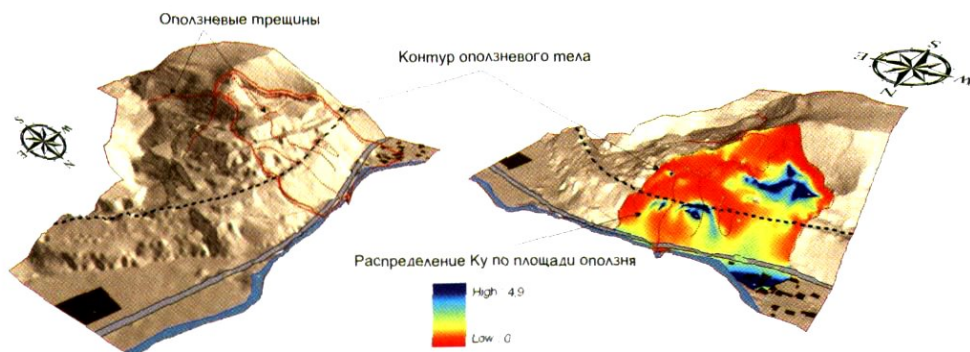 Оползневые трещины
Контур оползневого тела
Распределение Ку по площади оползня
High 4,9
Low 0
S
E
W
N
E
N